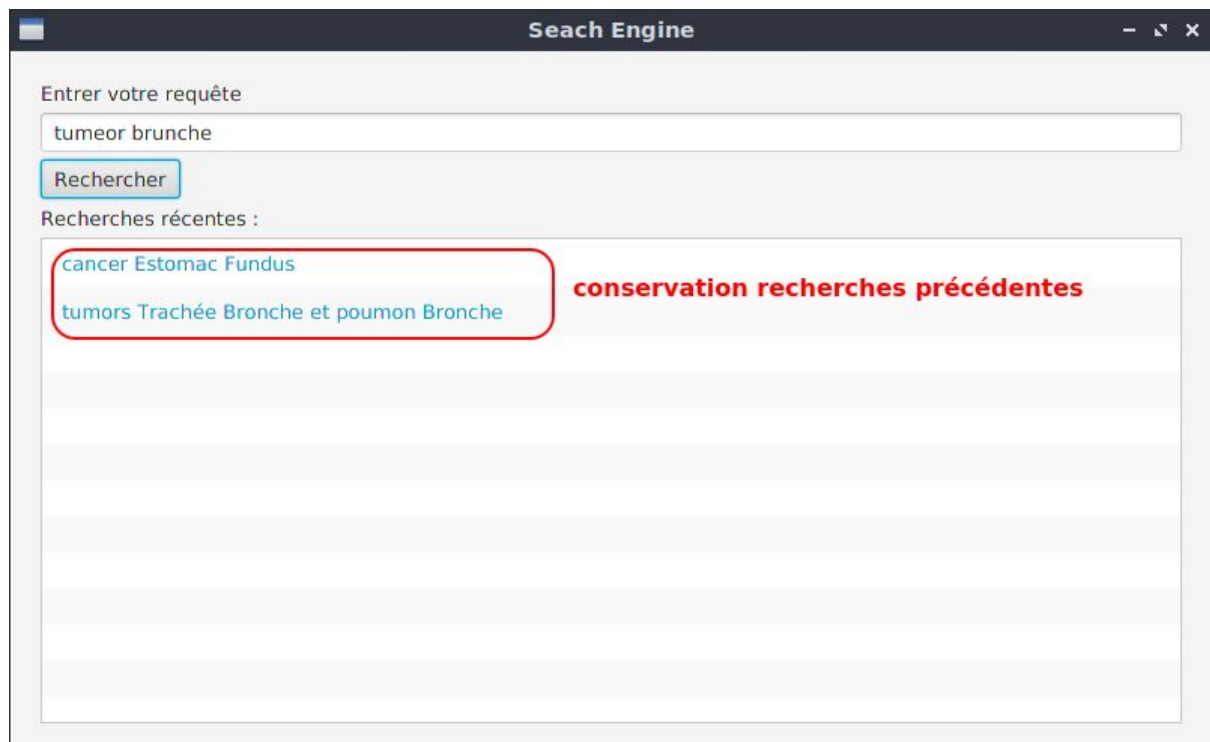 Seach Engine
Entrer votre requête
tumeor brunche
Rechercher
Recherches récentes :
cancer Estomac Fundus
conservation recherches précédentes
tumors Trachée Bronche et poumon Bronche